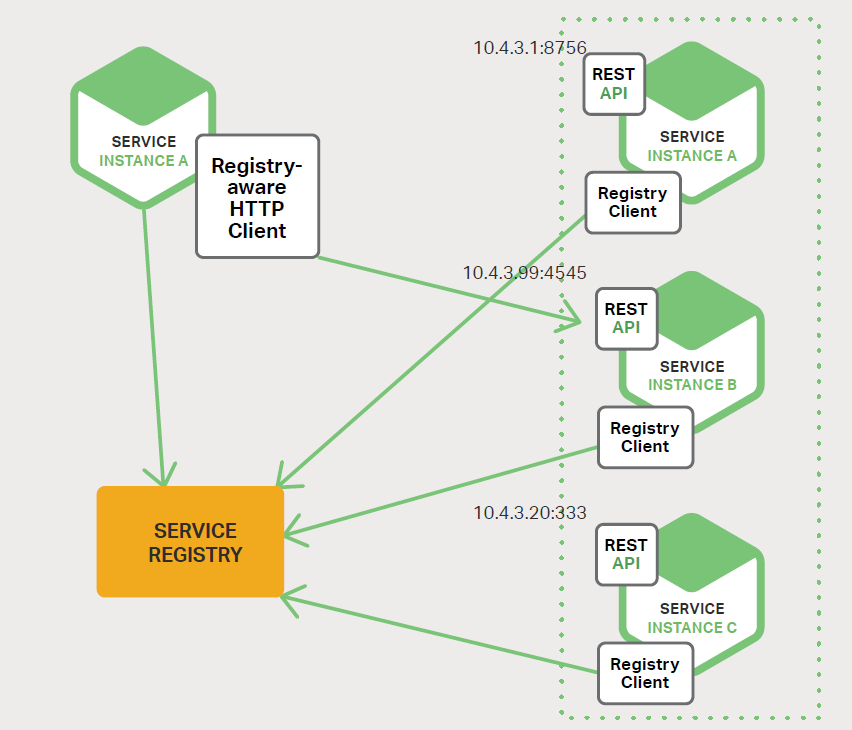 10.4.3.1:8756
REST
API
SERVICE
INSTANCE A
SERVICE
INSTANCE A
Registry-
aware
HTTP
Client
Registry
Client
10.4.3.99:4545
REST
API
SERVICE
INSTANCE B
Registry
Client
10.4.3.20:333
SERVICE
REGISTRY
REST
API
SERVICE
INSTANCE C
Registry
Client